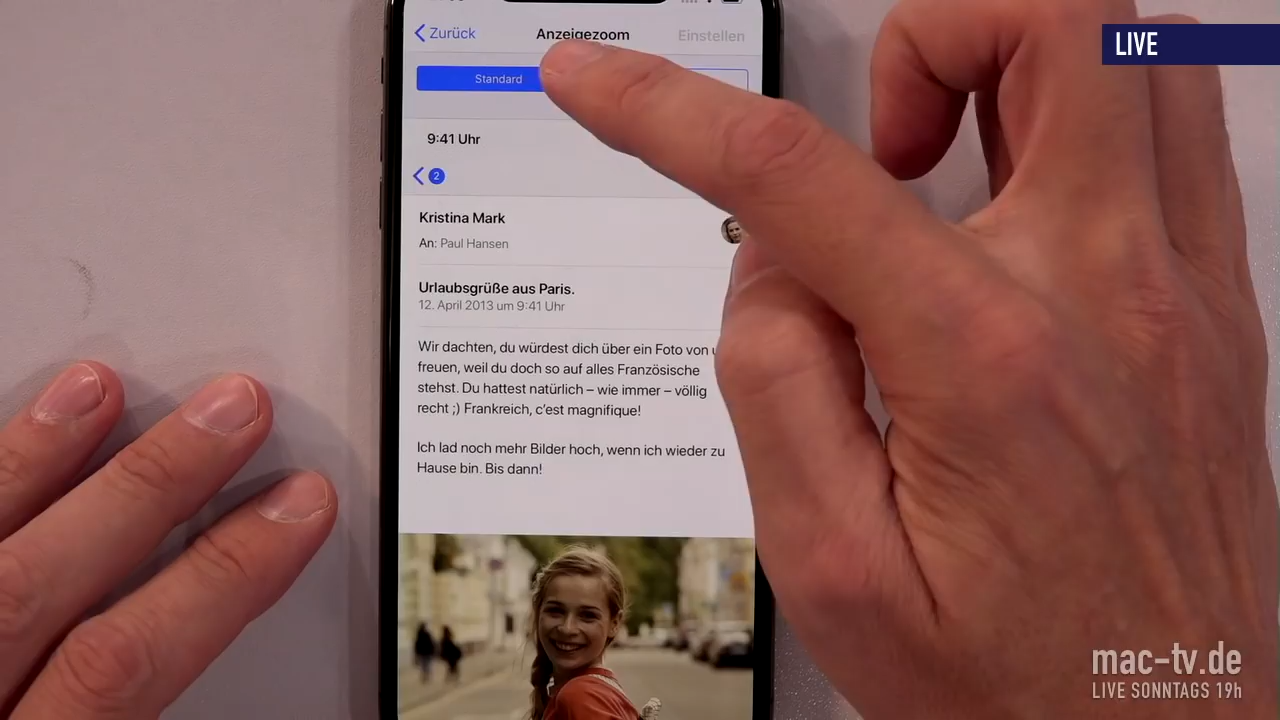 LIVE
Zurück
Anzeigezoom
Einstellen
Standard
9:41 Uhr
2
Kristina Mark
An: Paul Hansen
Urlaubsgrüße aus Paris.
12. April 2013 um 9:41 Uhr
Wir dachten, du würdest dich über ein Foto von
freuen, weil du doch so auf alles Französische
stehst. Du hattest natürlich – wie immer – völlig
recht ;) Frankreich, c'est magnifique!
Ich lad noch mehr Bilder hoch, wenn ich wieder zu
Hause bin. Bis dann!
mac-tv.de
LIVE SONNTAGS 19h